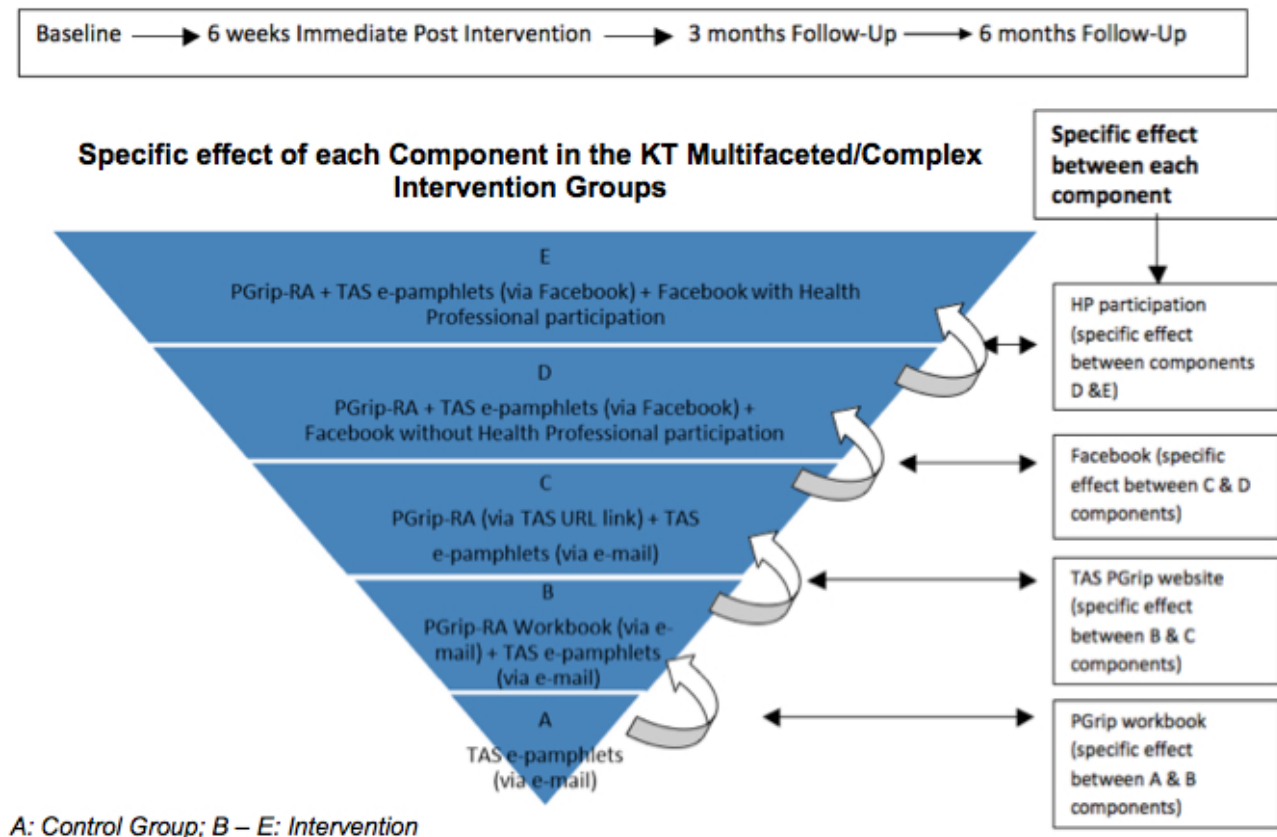 Baseline → 6 weeks Immediate Post Intervention → 3 months Follow-Up → 6 months Follow-Up
Specific effect of each Component in the KT Multifaceted/Complex
Intervention Groups
Specific effect
between each
component
E
PGrip-RA + TAS e-pamphlets (via Facebook) + Facebook with Health
Professional participation
HP participation
(specific effect
between components
D &E)
D
PGrip-RA + TAS e-pamphlets (via Facebook) +
Facebook without Health Professional participation
Facebook (specific
effect between C & D
components)
C
PGrip-RA (via TAS URL link) + TAS
e-pamphlets (via e-mail)
TAS PGrip website
(specific effect
between B & C
components)
B
PGrip-RA Workbook (via e-
mail) + TAS e-pamphlets
(via e-mail)
PGrip workbook
(specific effect
between A & B
components)
A
TAS e-pamphlets
(via e-mail)
A: Control Group; B – E: Intervention